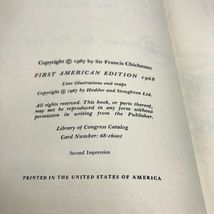 Copyright © 1967 by Sir Francis Chichester
FIRST AMERICAN EDITION 1968
Line illustrations and maps
Copyright © 1967 by Hodder and Stoughton Ltd.
All rights reserved. This book, or parts thereof, may
not be reproduced in any form without
permission in writing from the Publisher.
Library of Congress Catalog
Card Number: 68-16001
Second Impression
PRINTED IN THE UNITED STATES OF AMERICA